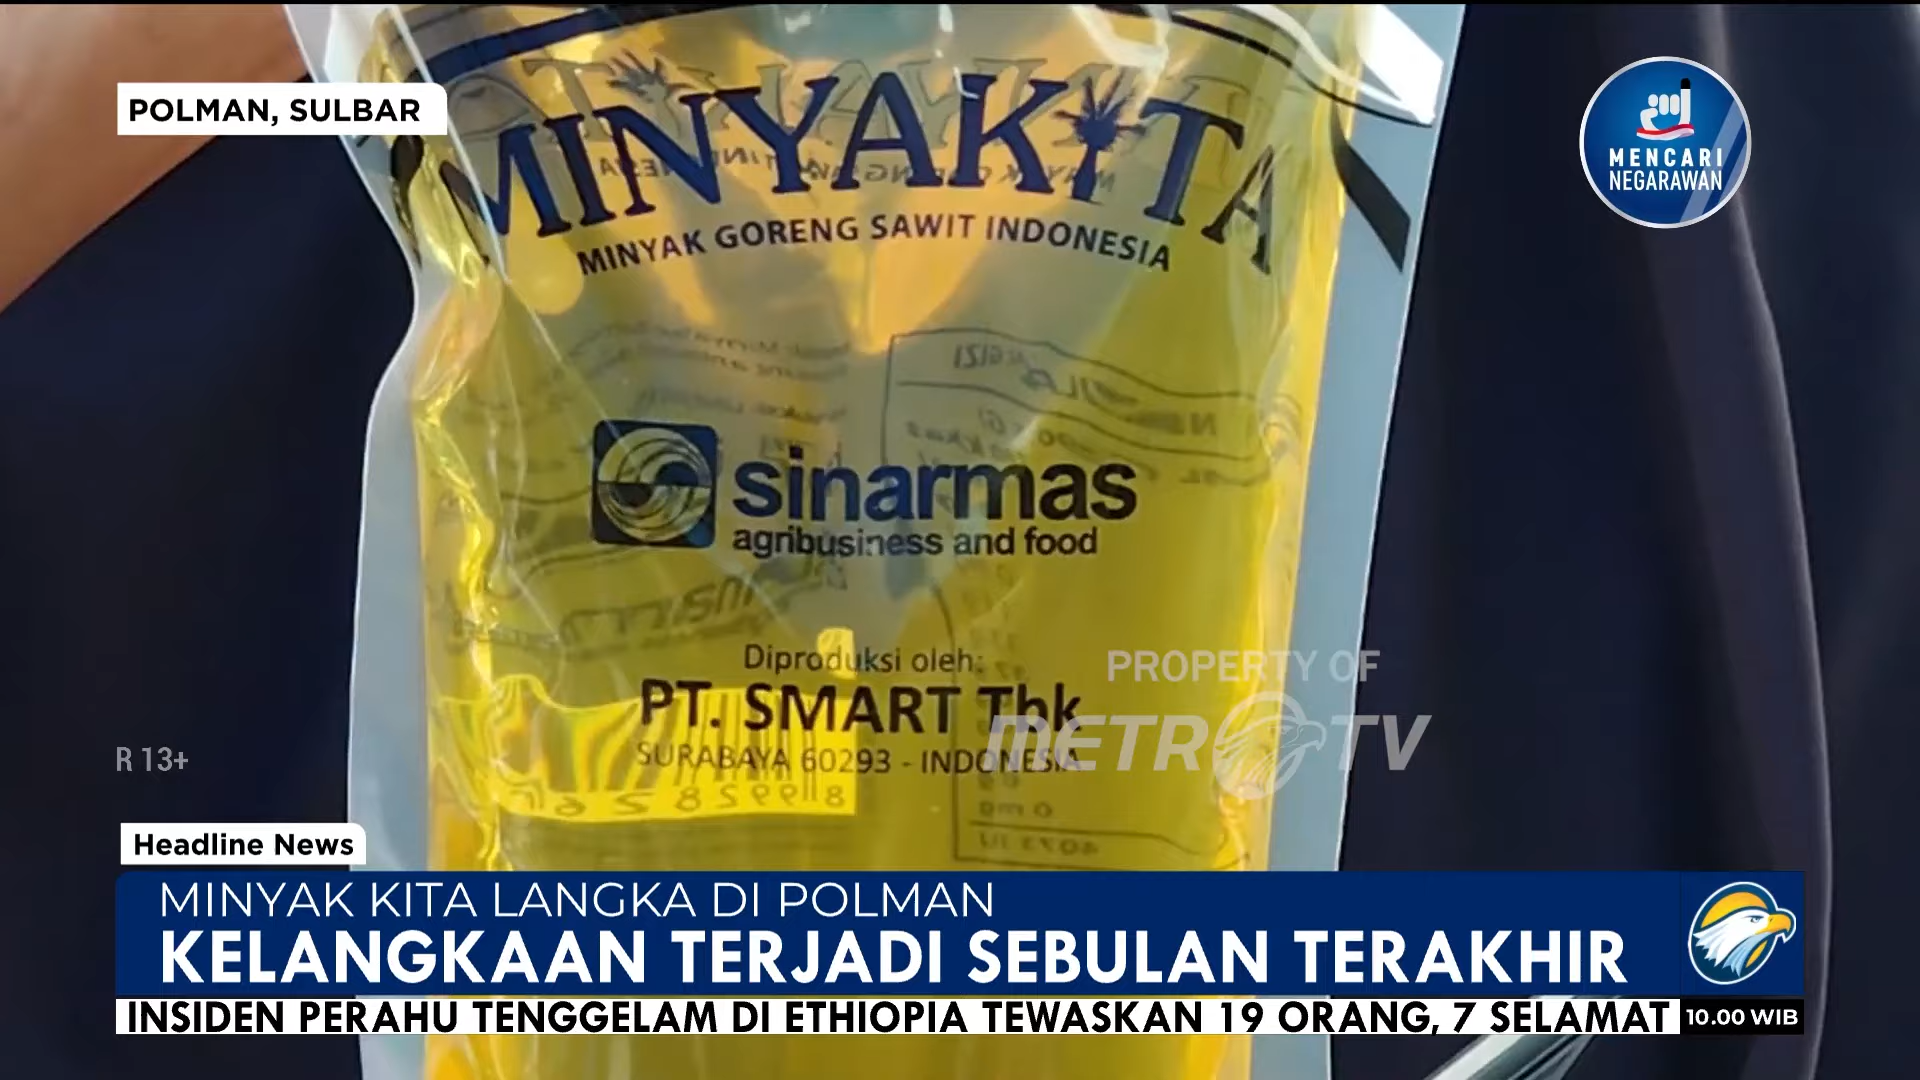 POLMAN, SULBAR
MENCARI
NEGARAWAN
MINYAKITA
MINYAK GORENG SAWIT INDONESIA
sinarmas
agribusiness and food
Diproduksi oleh:
PT. SMART Tbk
SURABAYA 60293 - INDONESIA
PROPERTY OF
METRO TV
R 13+
Headline News
MINYAK KITA LANGKA DI POLMAN
KELANGKAAN TERJADI SEBULAN TERAKHIR
INSIDEN PERAHU TENGGELAM DI ETHIOPIA TEWASKAN 19 ORANG, 7 SELAMAT
10.00 WIB